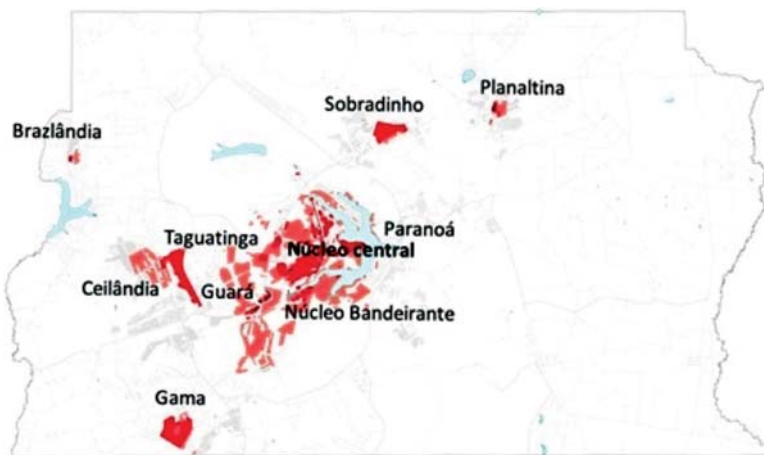 Planaltina
Sobradinho
Brazlândia
Paranoá
Taguatinga
Núcleo central
Ceilândia
Guará
Núcleo Bandeirante
Gama